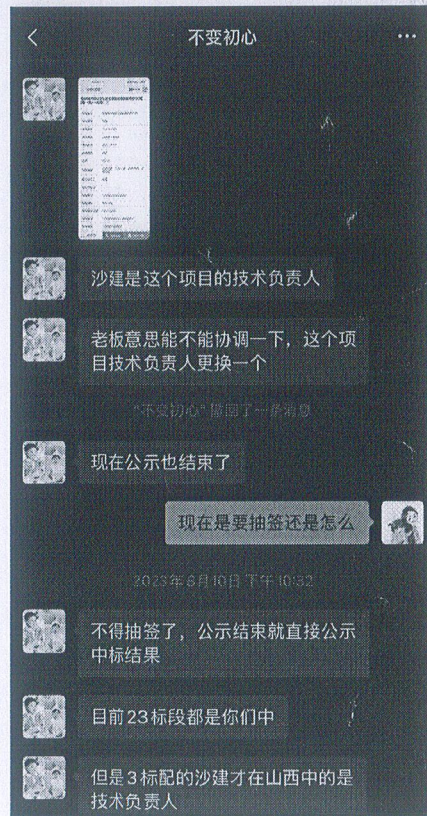 不变初心
沙建是这个项目的技术负责人
老板意思能不能协调一下，这个项
目技术负责人更换一个
"不变初心"撤回了一条消息
现在公示也结束了
现在是要抽签还是怎么
2023年8月10日 下午10:32
不得抽签了，公示结束就直接公示
中标结果
目前23标段都是你们中
但是3标配的沙建才在山西中的是
技术负责人